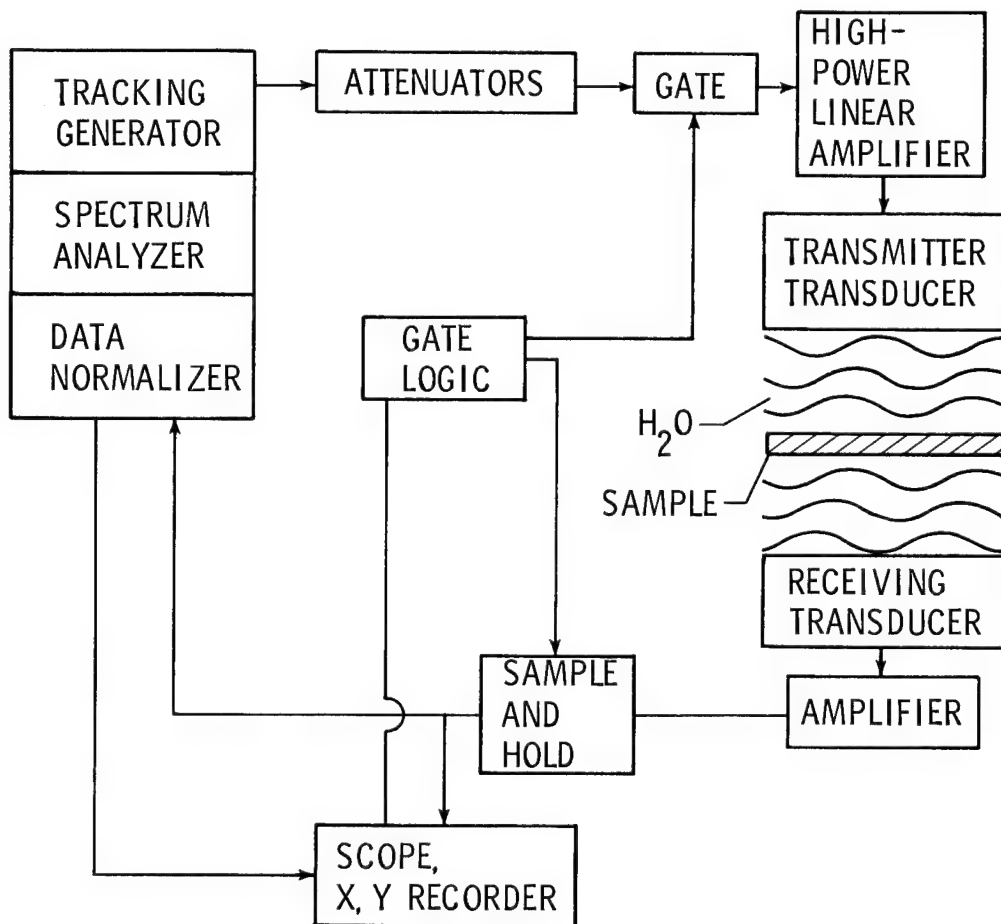 TRACKING
GENERATOR
SPECTRUM
ANALYZER
DATA
NORMALIZER
ATTENUATORS
GATE
HIGH-
POWER
LINEAR
AMPLIFIER
TRANSMITTER
TRANSDUCER
GATE
LOGIC
H₂O
SAMPLE
RECEIVING
TRANSDUCER
AMPLIFIER
SAMPLE
AND
HOLD
SCOPE,
X, Y RECORDER